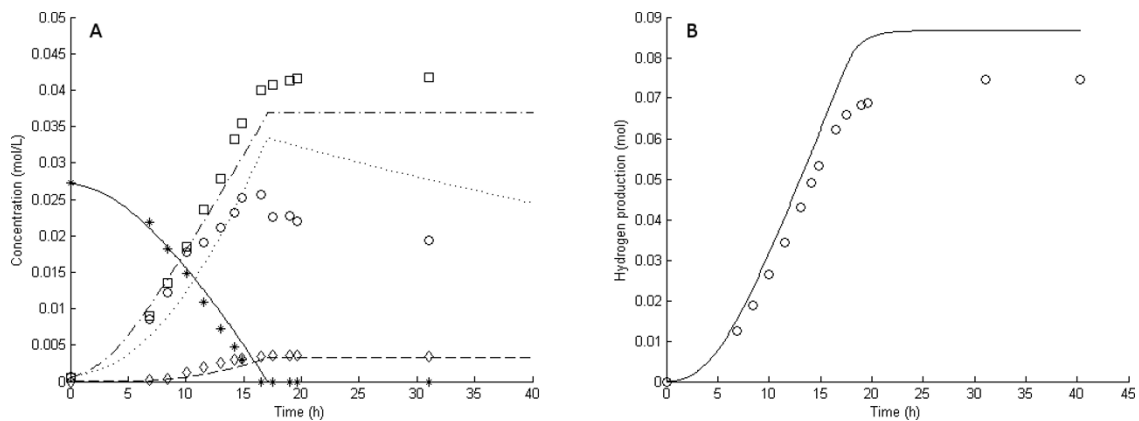 A
0.05
0.045
0.04
0.035
0.03
0.025
0.02
0.015
0.01
0.005
0
Concentration (mol/L)
0 5 10 15 20 25 30 35 40
Time (h)
B
0.09
0.08
0.07
0.06
0.05
0.04
0.03
0.02
0.01
0
Hydrogen production (mol)
0 5 10 15 20 25 30 35 40 45
Time (h)